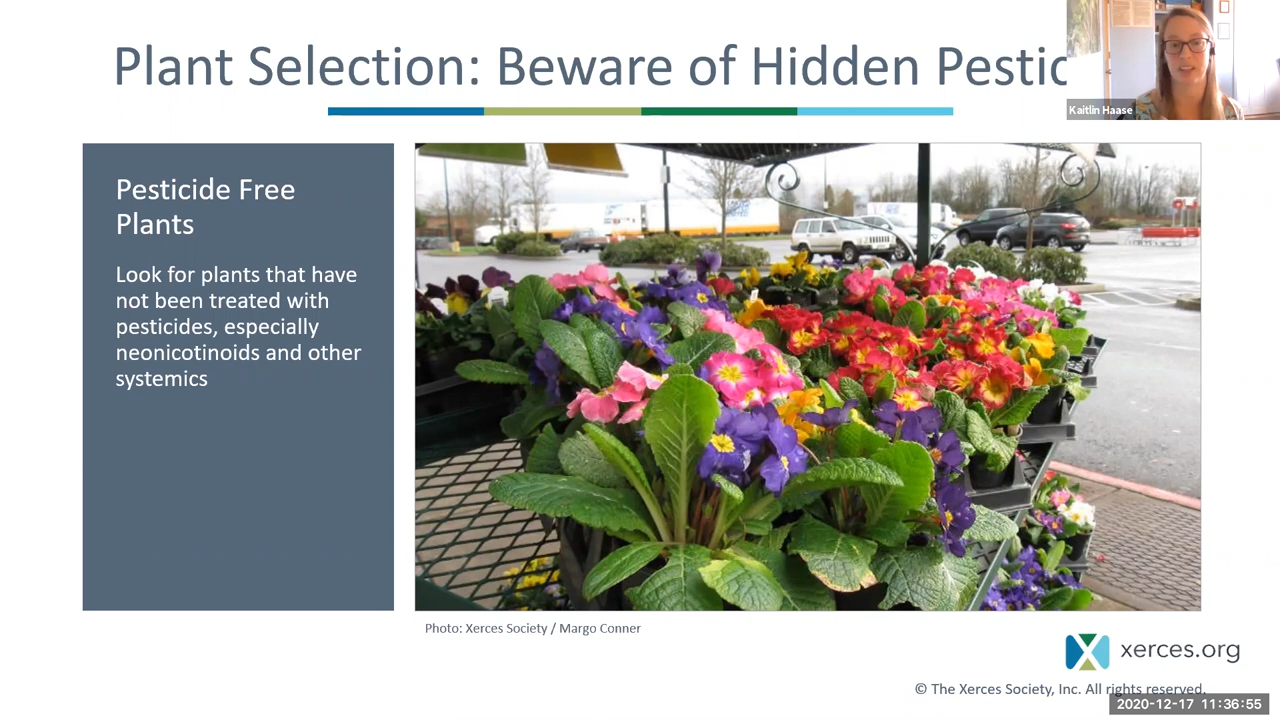 Plant Selection: Beware of Hidden Pestic
Kaitlin Haase
Pesticide Free
Plants
Look for plants that have
not been treated with
pesticides, especially
neonicotinoids and other
systemics
Photo: Xerces Society / Margo Conner
xerces.org
© The Xerces Society, Inc. All rights reserved.
2020-12-17 11:36:55